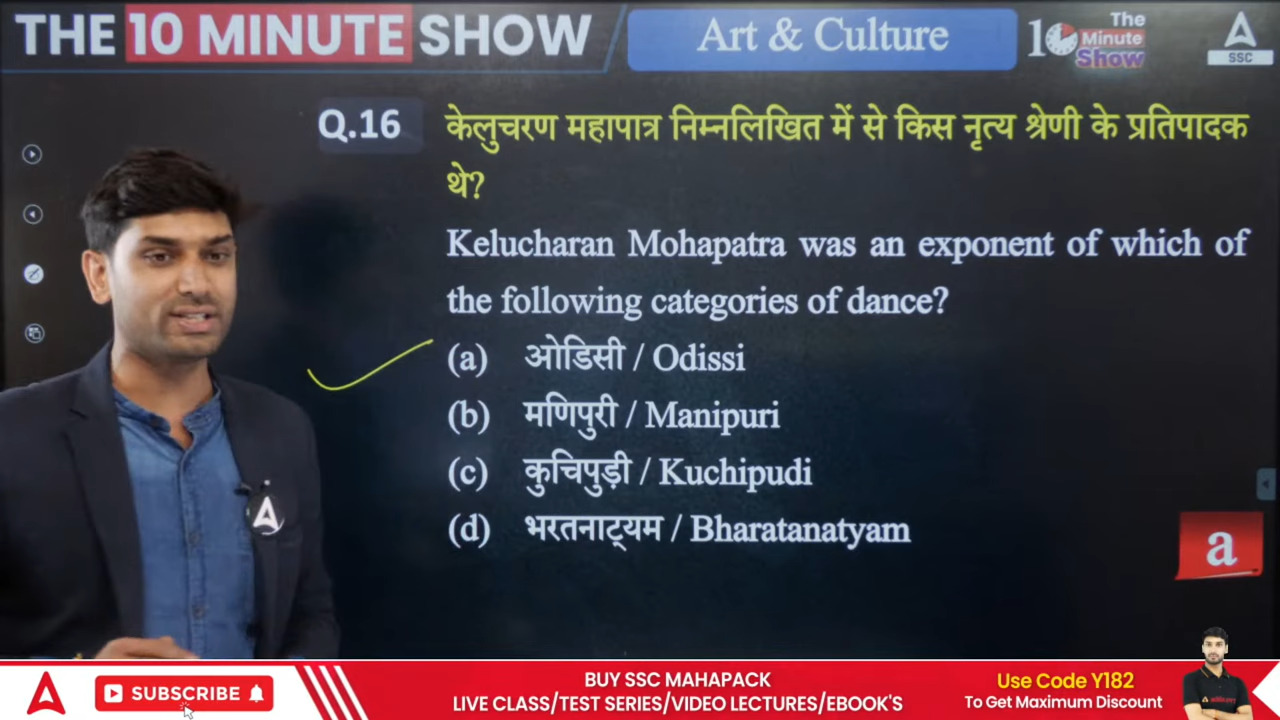 THE 10 MINUTE SHOW
Art & Culture
The
10 Minute
Show
SSC
Q.16 केलुचरण महापात्र निम्नलिखित में से किस नृत्य श्रेणी के प्रतिपादक
थे?
Kelucharan Mohapatra was an exponent of which of
the following categories of dance?
(a) ओडिसी / Odissi
(b) मणिपुरी / Manipuri
(c) कुचिपुड़ी / Kuchipudi
(d) भरतनाट्यम / Bharatanatyam
a
SUBSCRIBE
BUY SSC MAHAPACK
LIVE CLASS/TEST SERIES/VIDEO LECTURES/EBOOK'S
Use Code Y182
To Get Maximum Discount